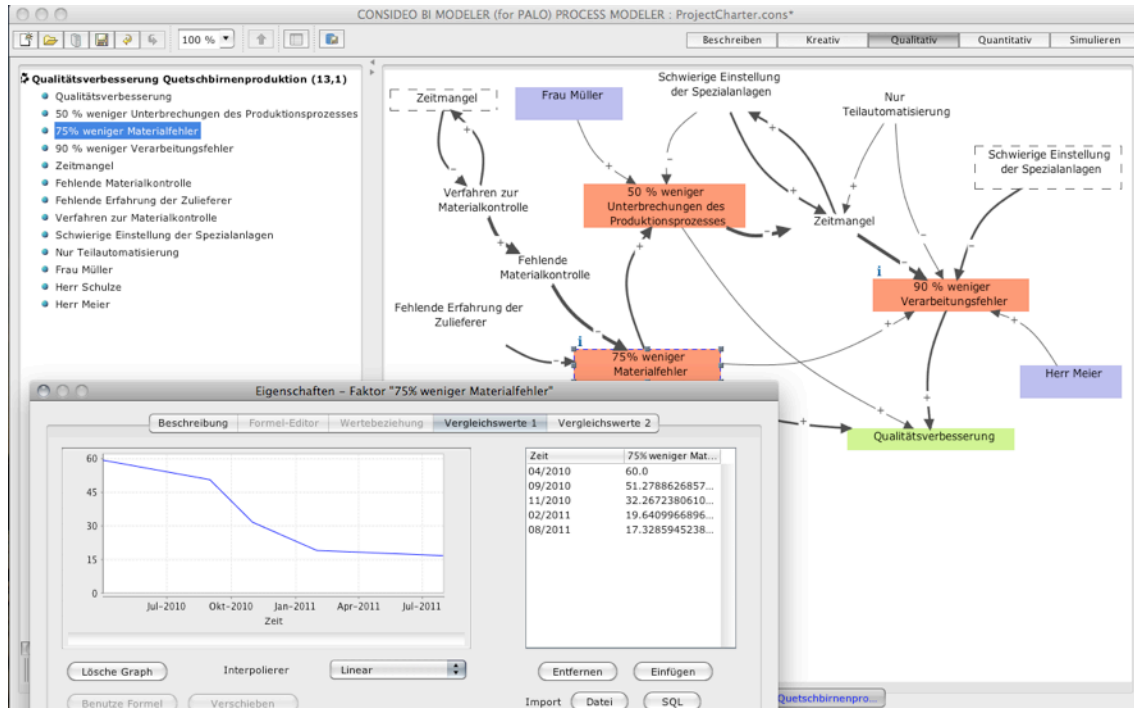 CONSIDEO BI MODELER (for PALO) PROCESS MODELER : ProjectCharter.cons*
100 %
Beschreiben
Kreativ
Qualitativ
Quantitativ
Simulieren
Qualitätsverbesserung Quetschbirnenproduktion (13,1)
Qualitätsverbesserung
50 % weniger Unterbrechungen des Produktionsprozesses
75% weniger Materialfehler
90 % weniger Verarbeitungsfehler
Zeitmangel
Fehlende Materialkontrolle
Fehlende Erfahrung der Zulieferer
Verfahren zur Materialkontrolle
Schwierige Einstellung der Spezialanlagen
Nur Teilautomatisierung
Frau Müller
Herr Schulze
Herr Meier
Zeitmangel
Frau Müller
Schwierige Einstellung
der Spezialanlagen
Nur
Teilautomatisierung
Schwierige Einstellung
der Spezialanlagen
Verfahren zur
Materialkontrolle
50 % weniger
Unterbrechungen des
Produktionsprozesses
Zeitmangel
Fehlende
Materialkontrolle
90 % weniger
Verarbeitungsfehler
Fehlende Erfahrung der
Zulieferer
75% weniger
Materialfehler
Herr Meier
Qualitätsverbesserung
Eigenschaften – Faktor "75% weniger Materialfehler"
Beschreibung
Formel-Editor
Wertebeziehung
Vergleichswerte 1
Vergleichswerte 2
60
45
30
15
0
Jul-2010
Okt-2010
Jan-2011
Apr-2011
Jul-2011
Zeit
Zeit 75% weniger Mat...
04/2010 60.0
09/2010 51.2788626857...
11/2010 32.2672380610...
02/2011 19.6409966896...
08/2011 17.3285945238...
Lösche Graph
Interpolierer
Linear
Entfernen
Einfügen
Benutze Formel
Verschieben
Import
Datei
SQL
Quetschbirnenpro...